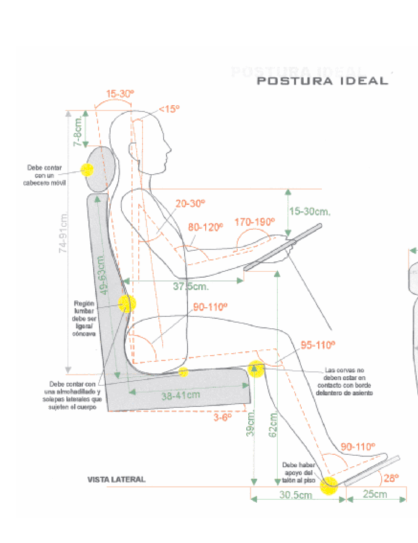 POSTURA IDEAL
POSTURA IDEAL
15-30º
<15º
7-8cm.
Debe contar
con un
cabecero móvil
20-30º
80-120º
170-190º
15-30cm.
74-91cm.
45-63cm.
37.5cm.
Región
lumbar
debe ser
ligeral
cóncava
90-110º
95-110º
Las corvas no
deben estar en
contacto con borde
delantero de asiento
Debe contar con
una almohadillado y
solapas laterales que
sujeten el cuerpo
38-41cm
3-6º
39cm.
62cm.
90-110º
Debe haber
apoyo del
talón al piso
28º
VISTA LATERAL
30.5cm
25cm